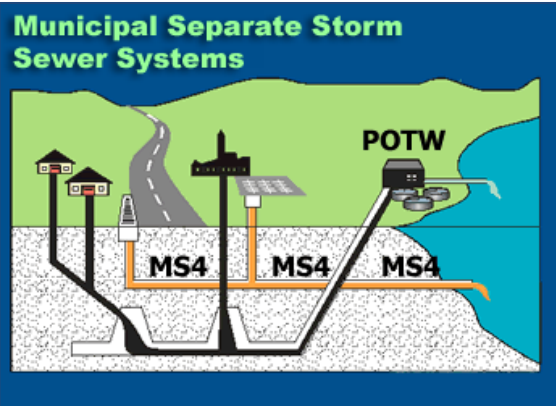 Municipal Separate Storm
Sewer Systems
POTW
MS4 MS4 MS4